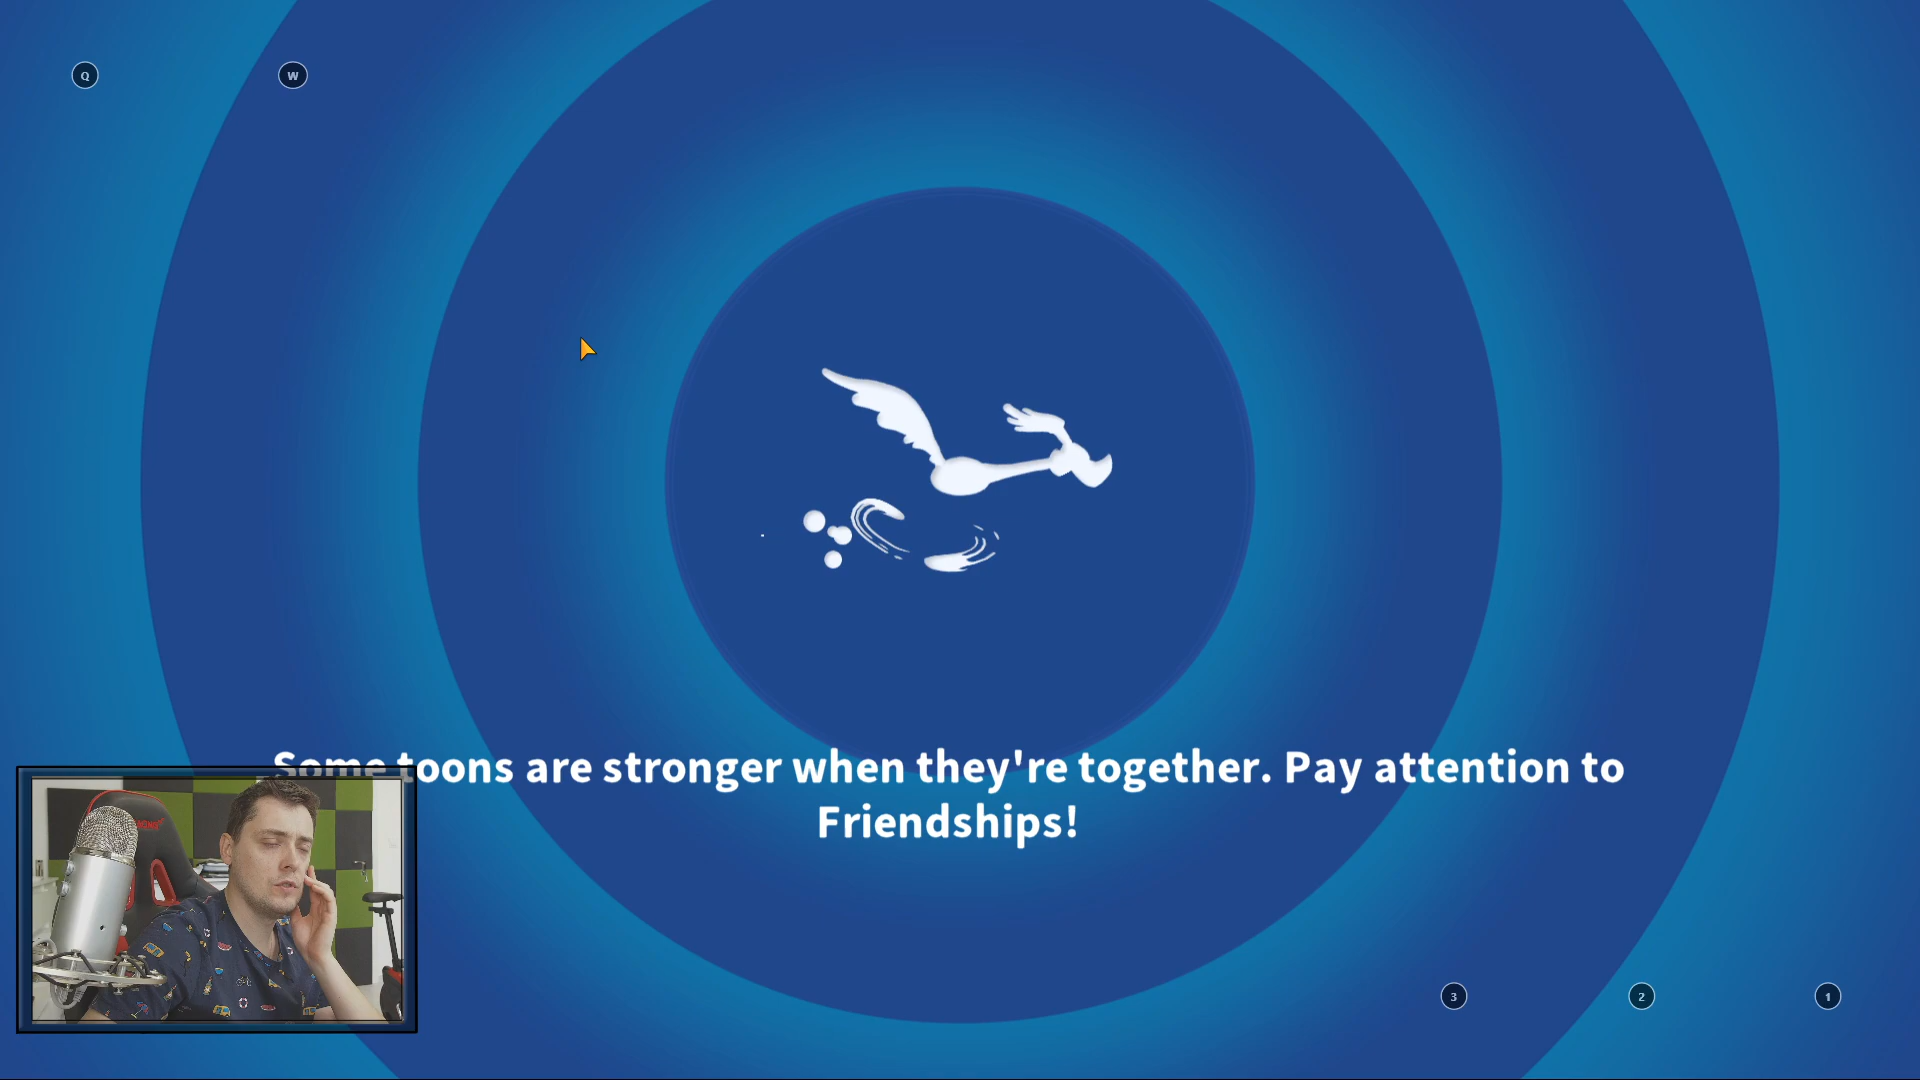 Q
W
Some toons are stronger when they're together. Pay attention to
Friendships!
3
2
1